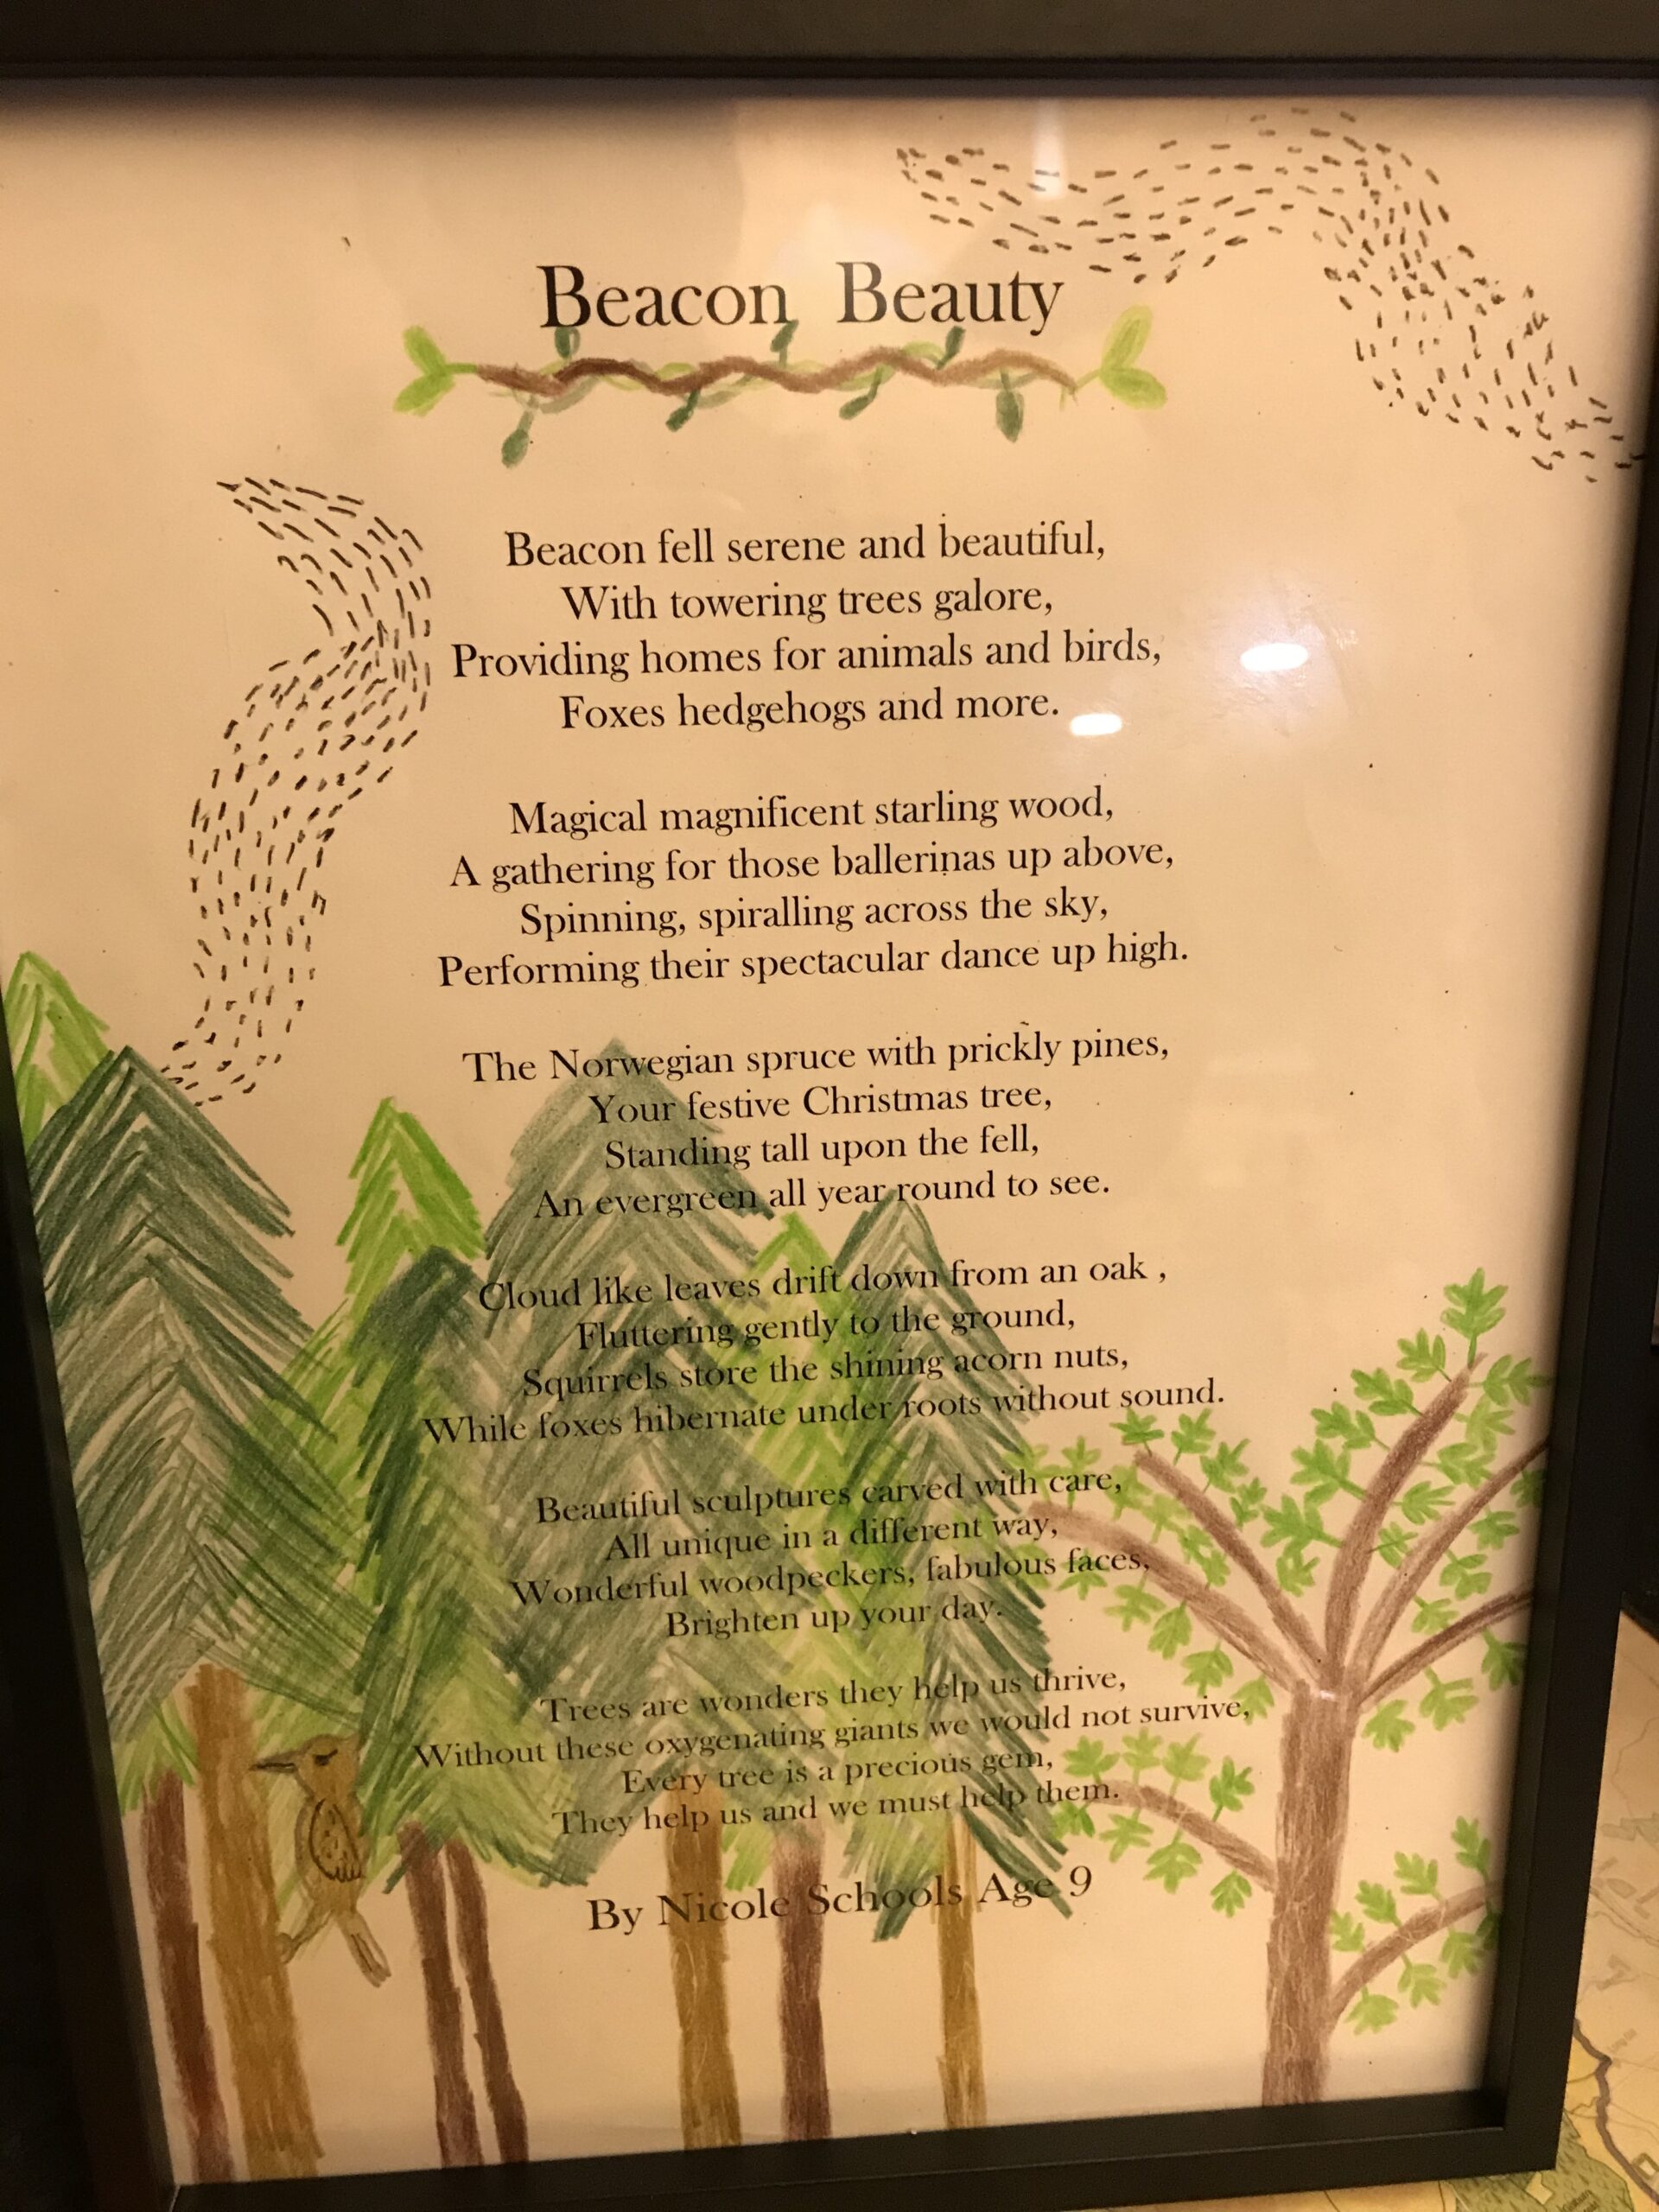 Beacon Beauty
Beacon fell serene and beautiful,
With towering trees galore,
Providing homes for animals and birds,
Foxes hedgehogs and more.
Magical magnificent starling wood,
A gathering for those ballerinas up above,
Spinning, spiralling across the sky,
Performing their spectacular dance up high.
The Norwegian spruce with prickly pines,
Your festive Christmas tree,
Standing tall upon the fell,
An evergreen all year round to see.
Cloud like leaves drift down from an oak ,
Fluttering gently to the ground,
Squirrels store the shining acorn nuts,
While foxes hibernate under roots without sound.
Beautiful sculptures carved with care,
All unique in a different way,
Wonderful woodpeckers, fabulous faces,
Brighten up your day.
Trees are wonders they help us thrive,
Without these oxygenating giants we would not survive,
Every tree is a precious gem,
They help us and we must help them.
By Nicole Schools Age 9